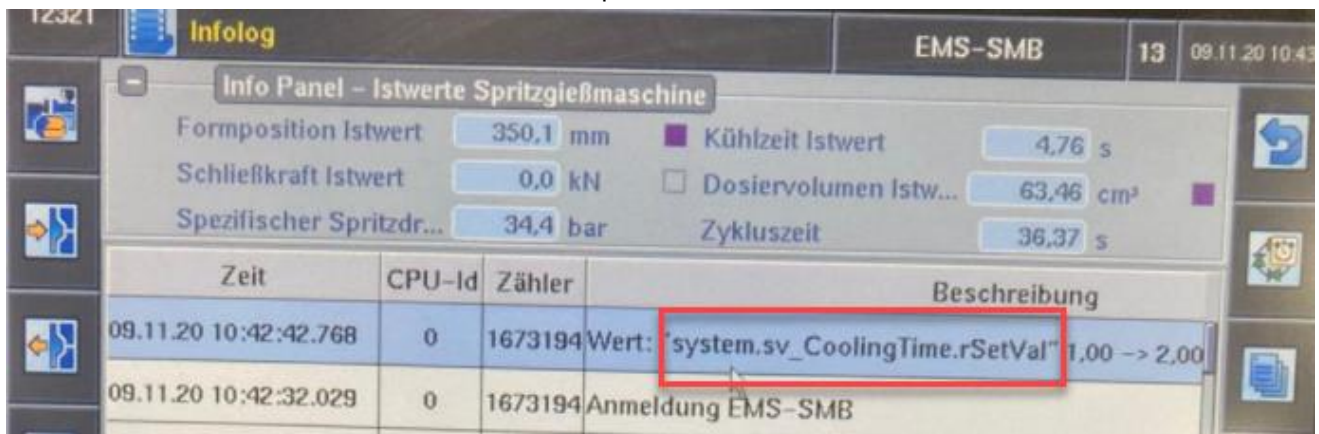 12321 Infolog EMS-SMB 13 09.11.20 10:43
Info Panel – Istwerte Spritzgießmaschine
Formposition Istwert 350,1 mm Kühlzeit Istwert 4,76 s
Schließkraft Istwert 0,0 kN Dosiervolumen Istw... 63,46 cm³
Spezifischer Spritzdr... 34,4 bar Zykluszeit 36,37 s
Zeit CPU-Id Zähler Beschreibung
09.11.20 10:42:42.768 0 1673194 Wert: "system.sv_CoolingTime.rSetVal" 1,00 -> 2,00
09.11.20 10:42:32.029 0 1673194 Anmeldung EMS-SMB